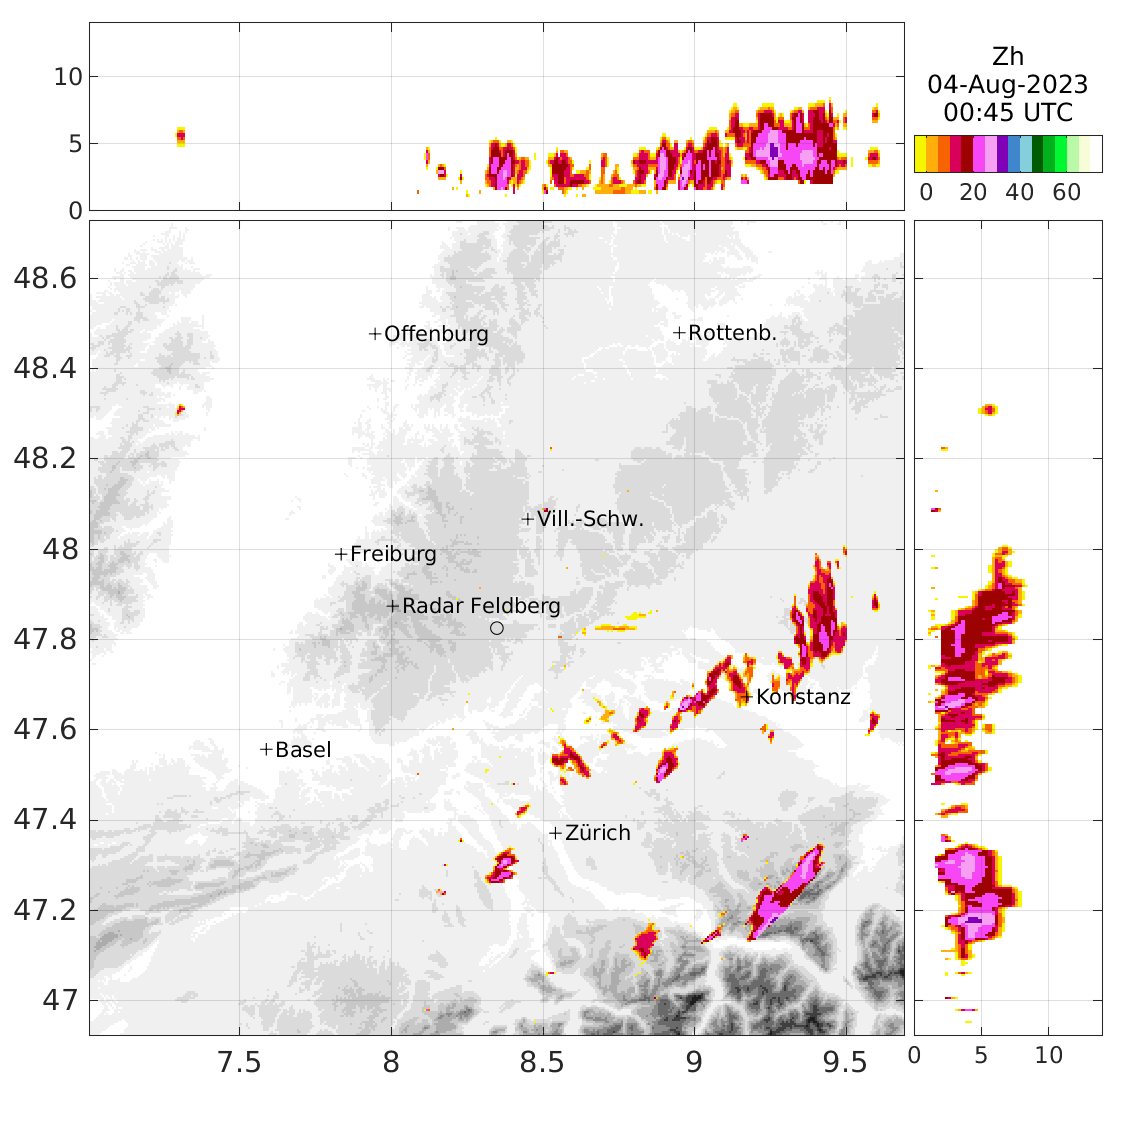 10
5
0
Zh
04-Aug-2023
00:45 UTC
0 20 40 60
48.6
48.4
48.2
48
47.8
47.6
47.4
47.2
47
Offenburg
Rottenb.
Vill.-Schw.
Freiburg
Radar Feldberg
Konstanz
Basel
Zürich
7.5 8 8.5 9 9.5
0 5 10